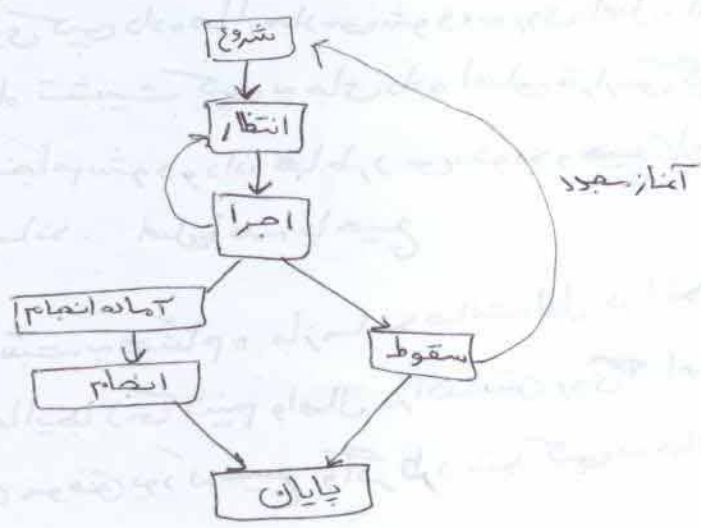 شروع
انتظار
اجرا
آغاز مجدد
آماده انجام
سقوط
انجام
پایان